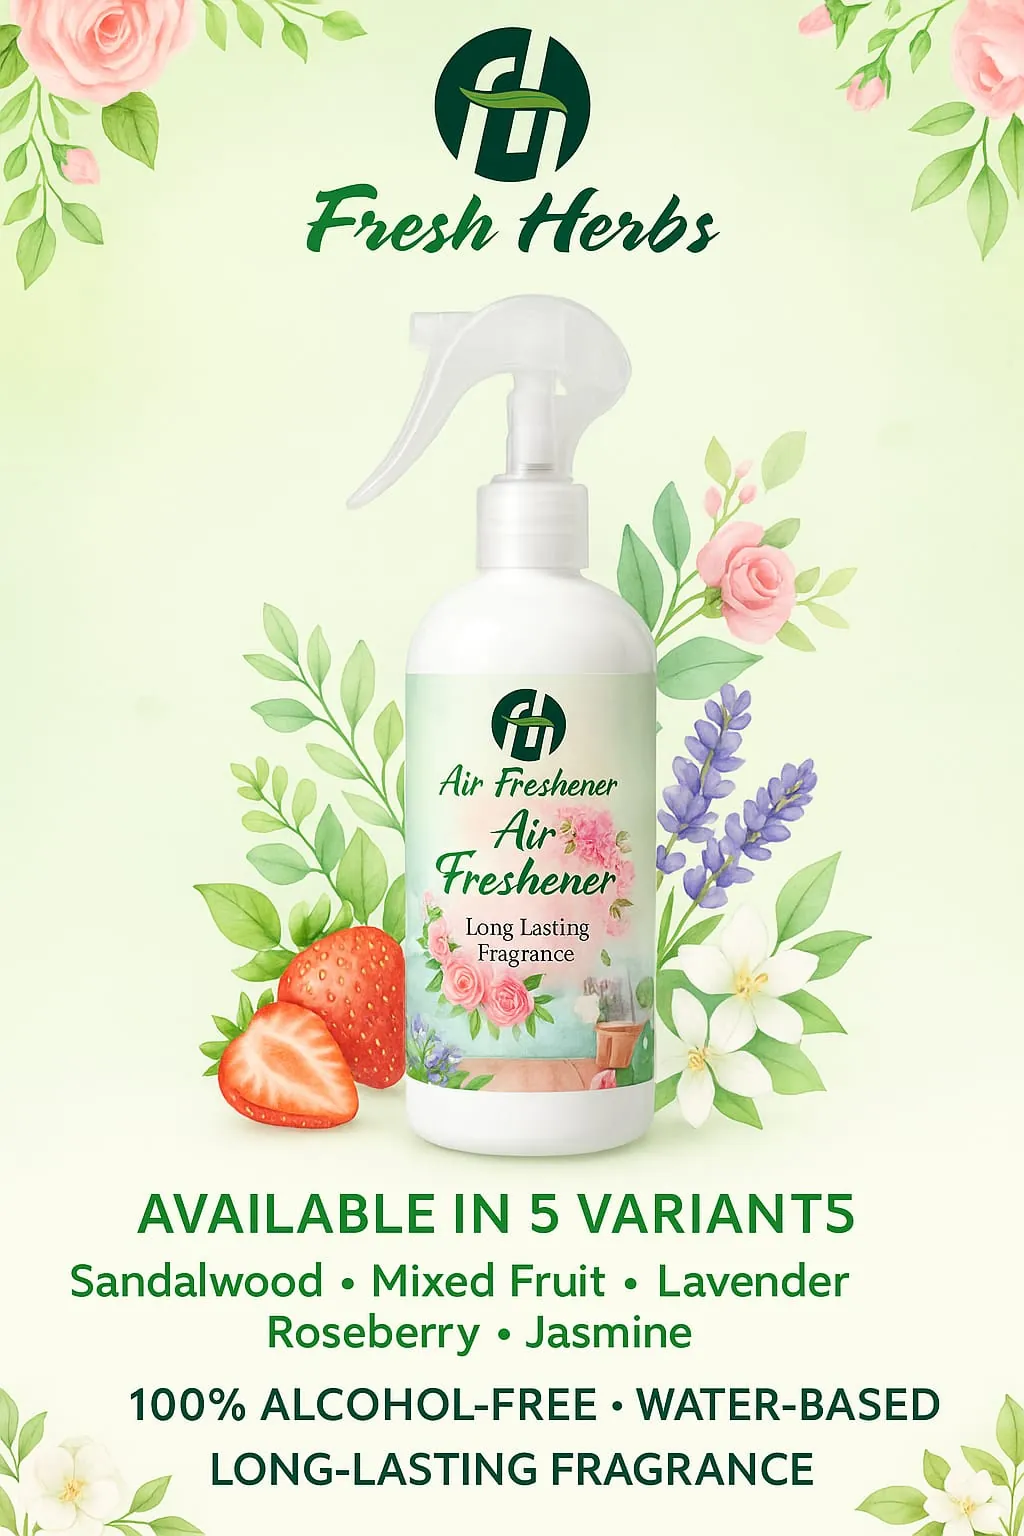 Fresh Herbs
Air Freshener
Air
Freshener
Long Lasting
Fragrance
AVAILABLE IN 5 VARIANT5
Sandalwood • Mixed Fruit • Lavender
Roseberry • Jasmine
100% ALCOHOL-FREE • WATER-BASED
LONG-LASTING FRAGRANCE